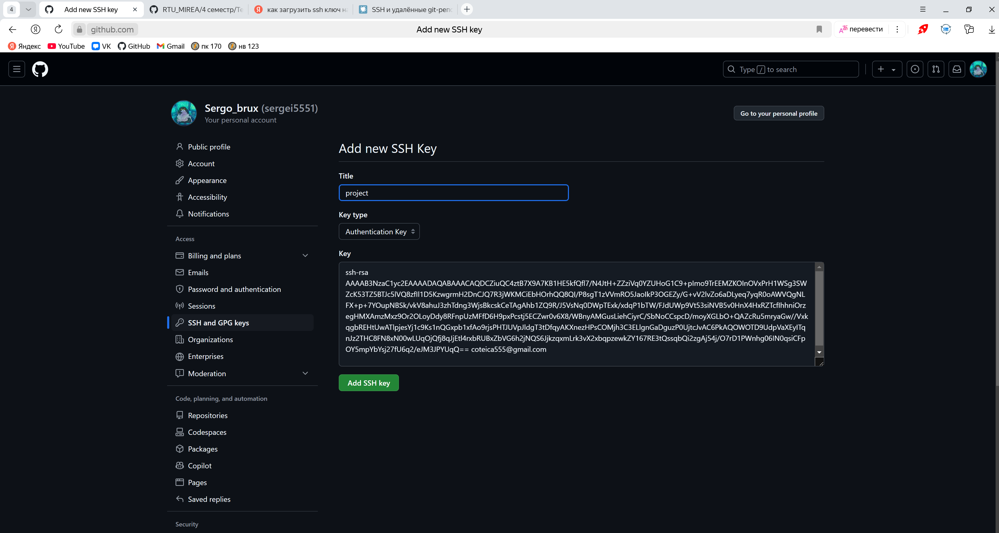 4
Add new SSH key
RTU_MIREA/4 семестр/Те
как загрузить ssh ключ на
SSH и удалённые git-репо
github.com
Add new SSH key
перевести
Яндекс
YouTube
VK
GitHub
Gmail
пк 170
нв 123
Type / to search
Sergo_brux (sergei5551)
Your personal account
Go to your personal profile
Public profile
Account
Appearance
Accessibility
Notifications
Access
Billing and plans
Emails
Password and authentication
Sessions
SSH and GPG keys
Organizations
Enterprises
Moderation
Code, planning, and automation
Repositories
Codespaces
Packages
Copilot
Pages
Saved replies
Security
Add new SSH Key
Title
project
Key type
Authentication Key
Key
ssh-rsa
AAAAB3NzaC1yc2EAAAADAQABAAACAQDCZiuQC4ztB7X9A7KB1HE5kfQfl7/N4JtH+ZZziVq0YZUHoG1C9+pImo9TrEEMZKOInOVxPrH1WSg3SW
ZcK53TZ5BTJc5lVQ8zfIl1D5KzwgrmH2DnCJQ7R3jWKMCiEbHOrhQQ8QI/P8sgT1zVVmRO5JaoIkP3OGEZy/G+vV2lvZo6aDLyeq7yqR0oAWVQgNL
FX+p+7YOupNBSk/vkV8ahuJ3zhTdng3WjsBkcskCeTAgAhb1ZQ9R/J5VsNq0DWpTExk/xdqP1bTW/FJdUWp9Vt53siNVB5v0HnX4HxRZTcfIhhniOrz
egHMXAmzMxz9Or2OLoyDdy8RFnpUzMFfD6H9pxPcstj5ECZwr0v6X8/WBnyAMGusLiehCiyrC/SbNoCCspcD/moyXGLbO+QAZcRu5mryaGw//Vxk
qgbREHtUwATlpjesYj1c9Ks1nQGxpb1xfAo9rjsPHTJUVpJldgT3tDfqyAKXnezHPsCOMjh3C3ELlgnGaDguzP0UjtcJvAC6PkAQOWOTD9UdpVaXEylTq
nJz2THC8FN8xN00wLUqOjQfj8qJjEtl4rxbRUBxZbVG6h2jNQS6JjkzqxmLrk3vX2xbqpzewkZY167RE3tQssqbQi2zgAj54j/O7rD1PWnhg06IN0qsiCFp
OY5mpYbYsj27fU6q2/eJM3JPYUqQ== coteica555@gmail.com
Add SSH key